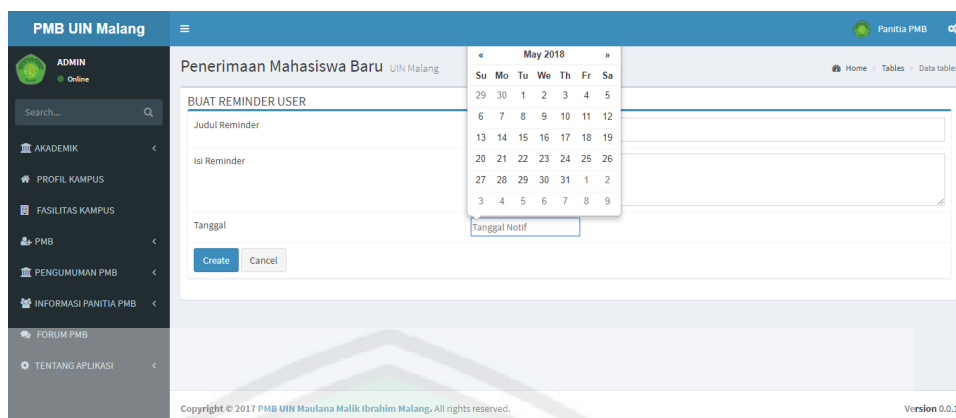 PMB UIN Malang
Panitia PMB
ADMIN
Online
Search...
AKADEMIK
PROFIL KAMPUS
FASILITAS KAMPUS
PMB
PENGUMUMAN PMB
INFORMASI PANITIA PMB
FORUM PMB
TENTANG APLIKASI
Penerimaan Mahasiswa Baru UIN Malang
Home > Tables > Data tables
BUAT REMINDER USER
Judul Reminder
Isi Reminder
Tanggal
Tanggal Notif
« May 2018 »
Su Mo Tu We Th Fr Sa
29 30 1 2 3 4 5
6 7 8 9 10 11 12
13 14 15 16 17 18 19
20 21 22 23 24 25 26
27 28 29 30 31 1 2
3 4 5 6 7 8 9
Create Cancel
Copyright © 2017 PMB UIN Maulana Malik Ibrahim Malang. All rights reserved.
Version 0.0.1